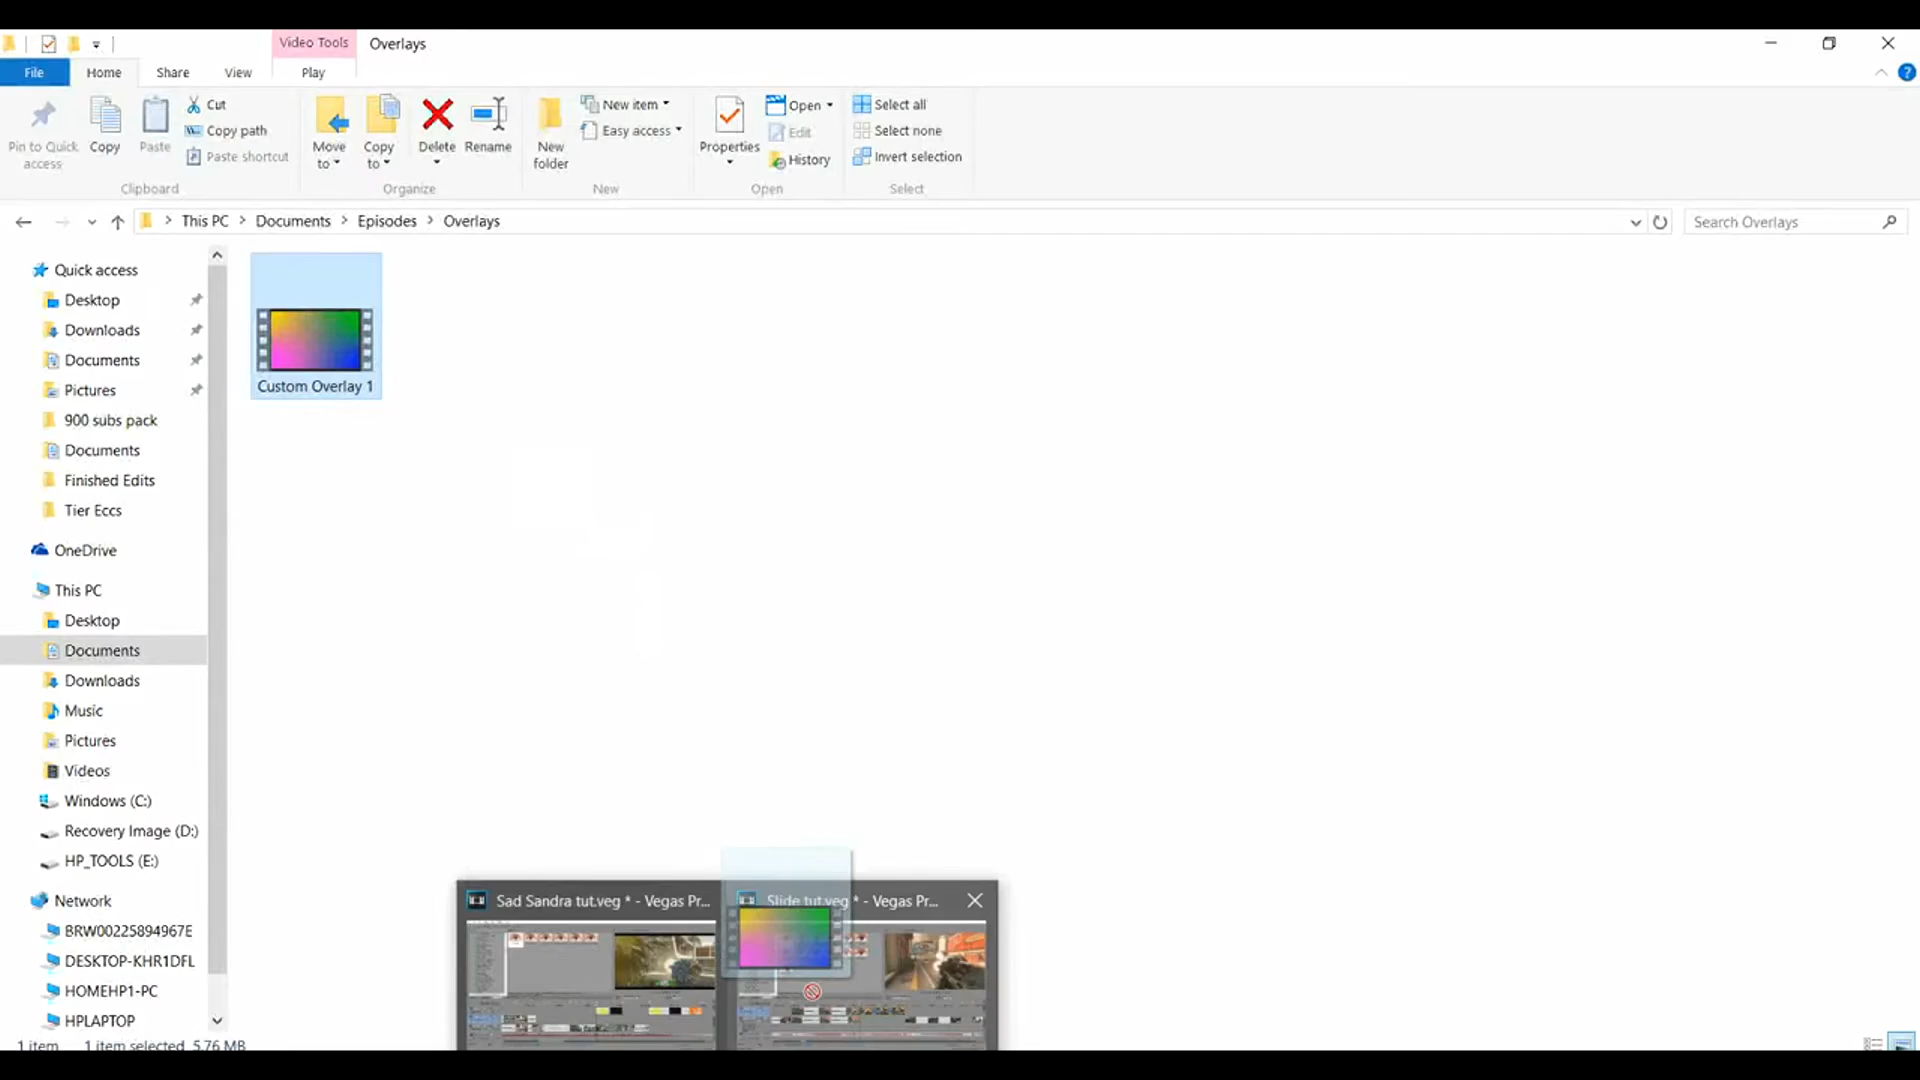 Video Tools
Overlays
File
Home
Share
View
Play
Pin to Quick access
Copy
Paste
Cut
Copy path
Paste shortcut
Clipboard
Move to
Copy to
Delete
Rename
Organize
New folder
New item
Easy access
New
Properties
Open
Edit
History
Open
Select all
Select none
Invert selection
Select
This PC
Documents
Episodes
Overlays
Search Overlays
Quick access
Desktop
Downloads
Documents
Pictures
900 subs pack
Documents
Finished Edits
Tier Eccs
OneDrive
This PC
Desktop
Documents
Downloads
Music
Pictures
Videos
Windows (C:)
Recovery Image (D:)
HP_TOOLS (E:)
Network
BRW00225894967E
DESKTOP-KHR1DFL
HOMEHP1-PC
HPLAPTOP
Custom Overlay 1
Sad Sandra tut.veg * - Vegas Pr...
Slide tut.veg * - Vegas Pr...
1 item
1 item selected 5.76 MB